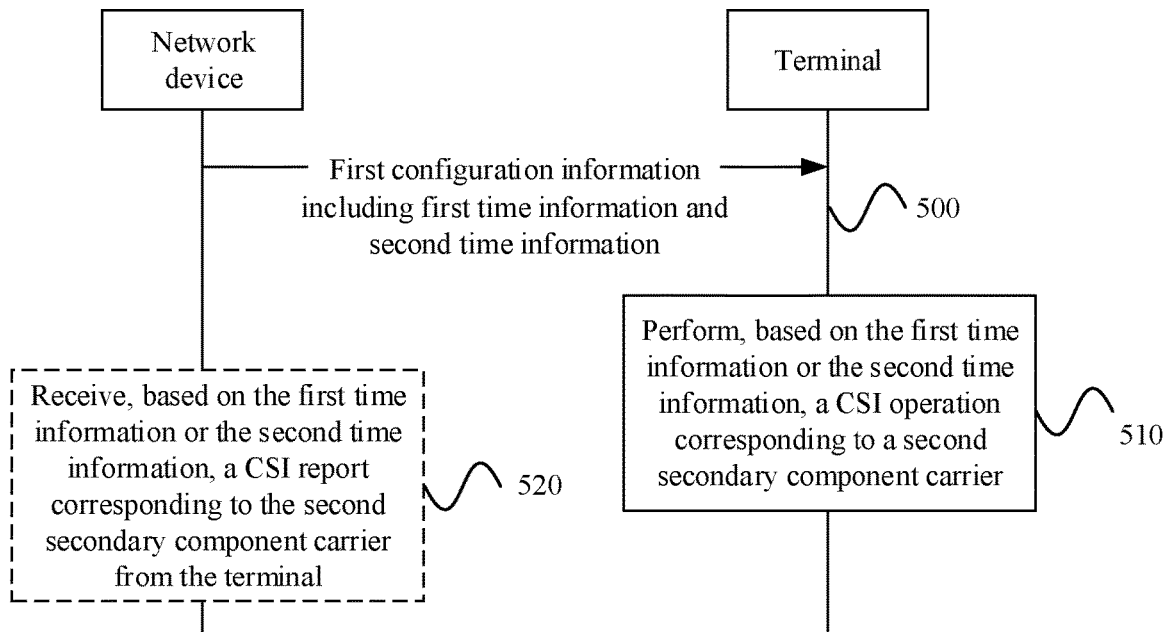 Network
device
Terminal
First configuration information
including first time information and
second time information
500
Perform, based on the first time
information or the second time
information, a CSI operation
corresponding to a second
secondary component carrier
510
Receive, based on the first time
information or the second time
information, a CSI report
corresponding to the second
secondary component carrier
from the terminal
520